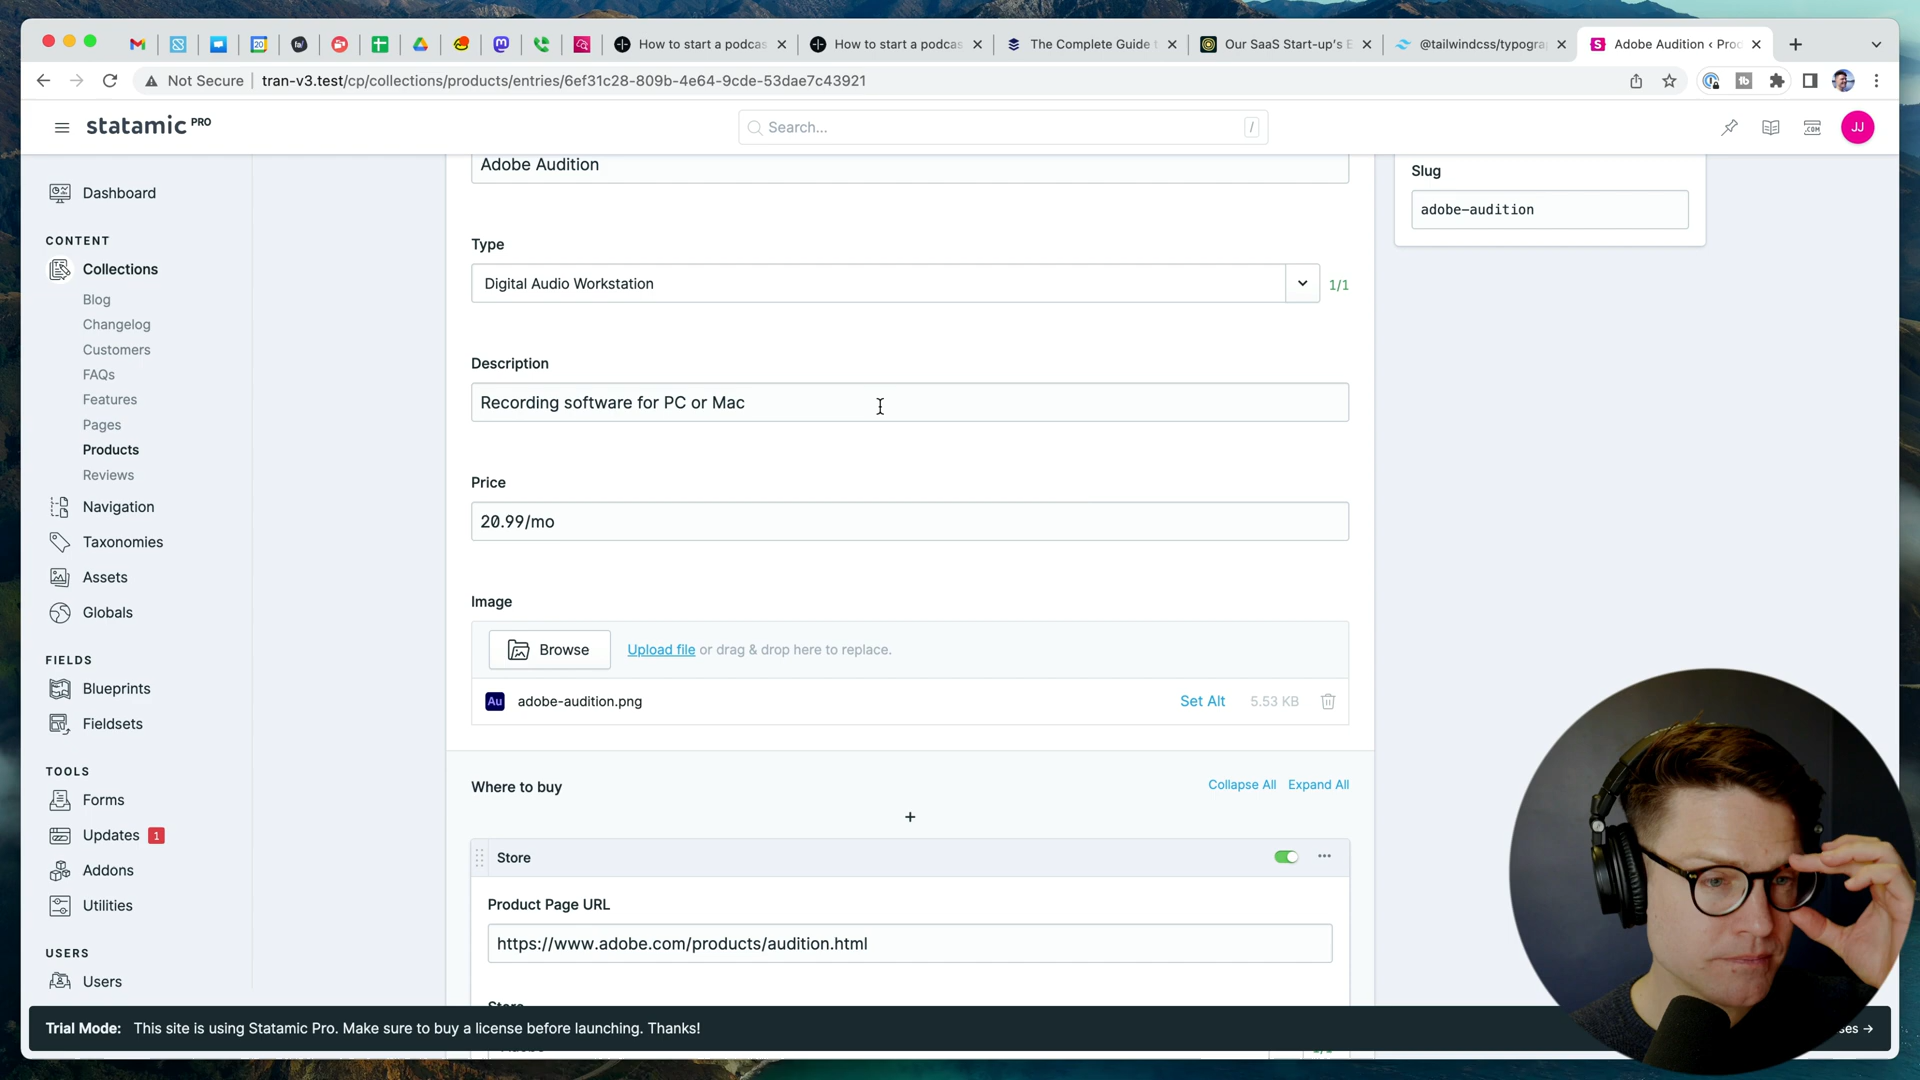 How to start a podcas
How to start a podcas
The Complete Guide
Our SaaS Start-up's E
@tailwindcss/typogra
Adobe Audition ‹ Proc
Not Secure
tran-v3.test/cp/collections/products/entries/6ef31c28-809b-4e64-9cde-53dae7c43921
statamic PRO
Search...
/
.COM
JJ
Dashboard
CONTENT
Collections
Blog
Changelog
Customers
FAQs
Features
Pages
Products
Reviews
Navigation
Taxonomies
Assets
Globals
FIELDS
Blueprints
Fieldsets
TOOLS
Forms
Updates 1
Addons
Utilities
USERS
Users
Adobe Audition
Type
Digital Audio Workstation
1/1
Description
Recording software for PC or Mac
Price
20.99/mo
Image
Browse
Upload file or drag & drop here to replace.
Au
adobe-audition.png
Set Alt
5.53 KB
Where to buy
Collapse All
Expand All
Store
Product Page URL
https://www.adobe.com/products/audition.html
Slug
adobe-audition
Trial Mode: This site is using Statamic Pro. Make sure to buy a license before launching. Thanks!